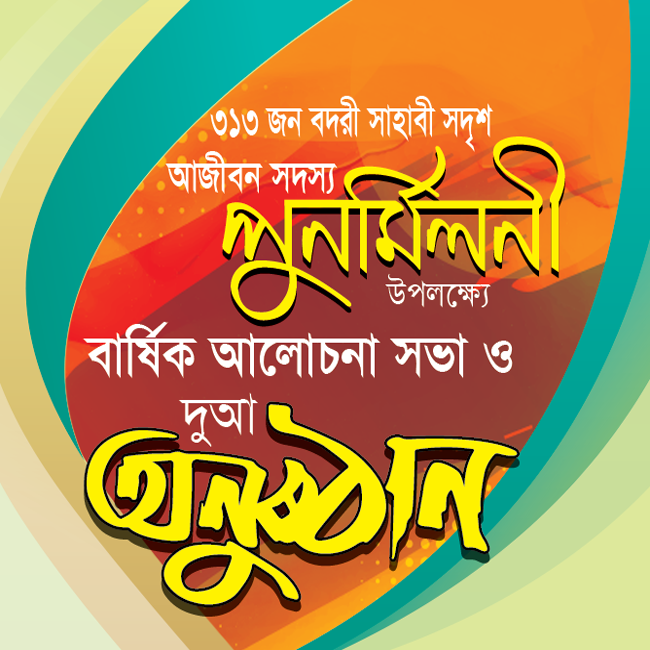 ৩১৩ জন বদরী সাহাবী সদৃশ
আজীবন সদস্য
পুনর্মিলনী
উপলক্ষ্যে
বার্ষিক আলোচনা সভা ও
দুআ
অনুষ্ঠান